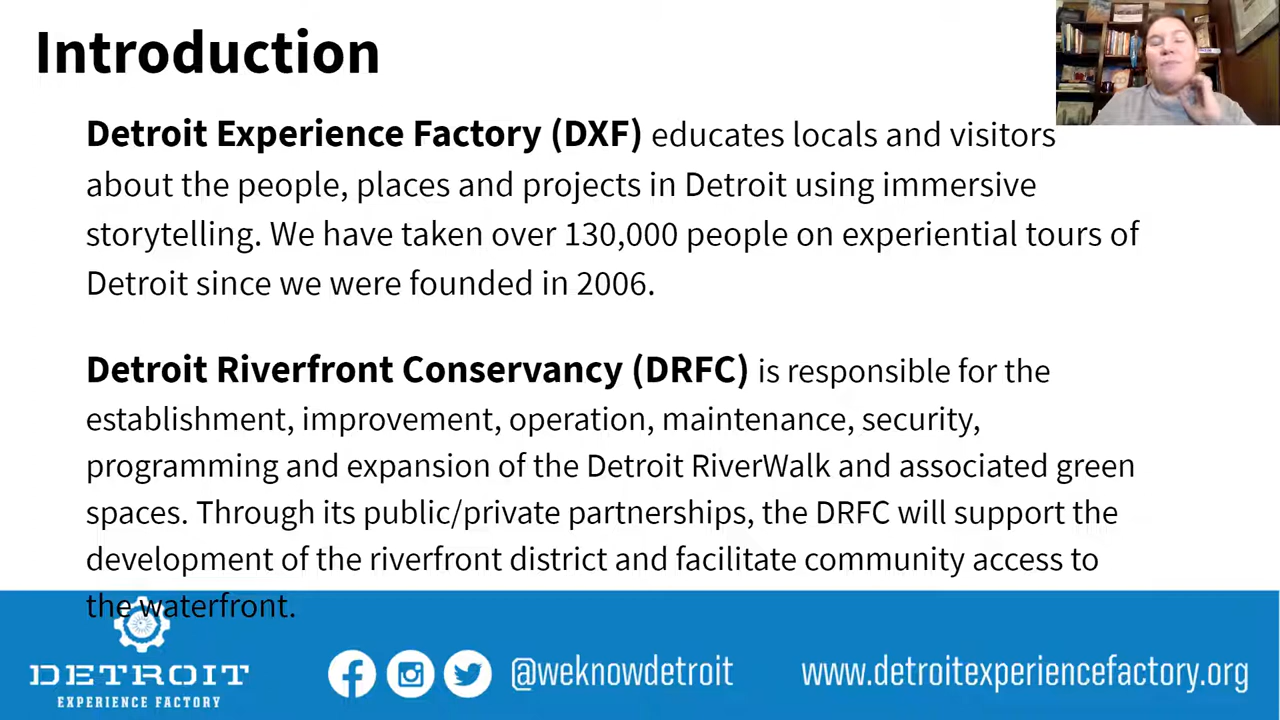 Introduction
Detroit Experience Factory (DXF) educates locals and visitors
about the people, places and projects in Detroit using immersive
storytelling. We have taken over 130,000 people on experiential tours of
Detroit since we were founded in 2006.
Detroit Riverfront Conservancy (DRFC) is responsible for the
establishment, improvement, operation, maintenance, security,
programming and expansion of the Detroit RiverWalk and associated green
spaces. Through its public/private partnerships, the DRFC will support the
development of the riverfront district and facilitate community access to
the waterfront.
DETROIT
EXPERIENCE FACTORY
@weknowdetroit
www.detroitexperiencefactory.org